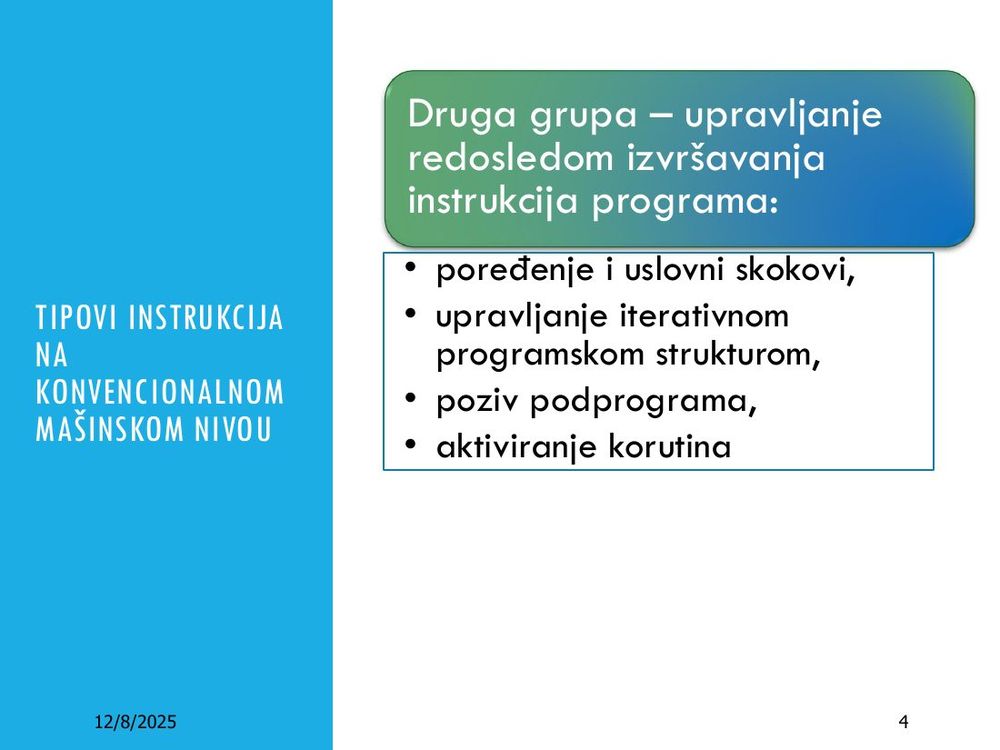 TIPOVI INSTRUKCIJA
NA
KONVENCIONALNOM
MAŠINSKOM NIVOU
Druga grupa – upravljanje
redosledom izvršavanja
instrukcija programa:
• poređenje i uslovni skokovi,
• upravljanje iterativnom
programskom strukturom,
• poziv podprograma,
• aktiviranje korutina
12/8/2025
4